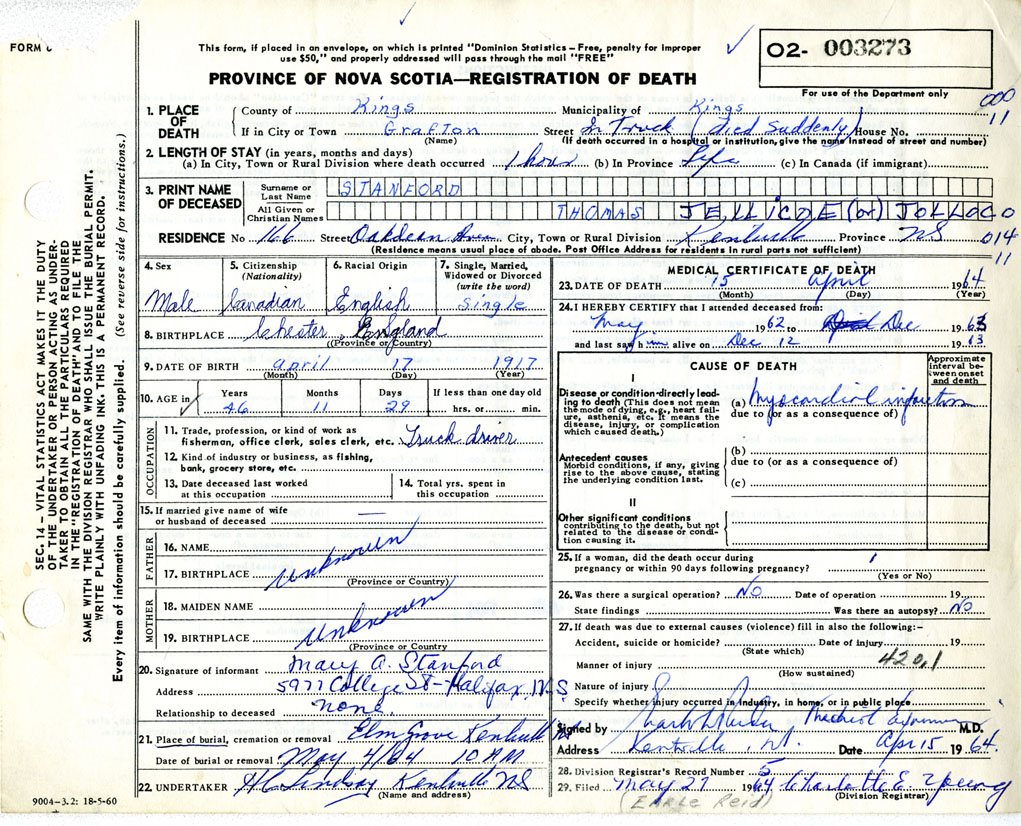 FORM 6
This form, if placed in an envelope, on which is printed "Dominion Statistics – Free, penalty for improper
use $50," and properly addressed will pass through the mail "FREE"
PROVINCE OF NOVA SCOTIA—REGISTRATION OF DEATH
O2- 003273
For use of the Department only
000
11
SEC. 14 – VITAL STATISTICS ACT MAKES IT THE DUTY
OF THE UNDERTAKER OR PERSON ACTING AS UNDER-
TAKER TO OBTAIN ALL THE PARTICULARS REQUIRED
IN THE "REGISTRATION OF DEATH" AND TO FILE THE
SAME WITH THE DIVISION REGISTRAR WHO SHALL ISSUE THE BURIAL PERMIT.
WRITE PLAINLY WITH UNFADING INK. THIS IS A PERMANENT RECORD.
Every item of information should be carefully supplied. (See reverse side for instructions.)
1. PLACE OF DEATH
County of Kings Municipality of Kings
If in City or Town Grafton Street In Truck (Died Suddenly) House No.
(Name) (If death occurred in a hospital or institution, give the name instead of street and number)
2. LENGTH OF STAY (in years, months and days)
(a) In City, Town or Rural Division where death occurred 1 hour (b) In Province Life (c) In Canada (if immigrant)
3. PRINT NAME OF DECEASED
Surname or Last Name STANFORD
All Given or Christian Names THOMAS JELLICOE (or) JOLLOCO
RESIDENCE No 166 Street Oakdean Ave City, Town or Rural Division Kentville Province NS 014
(Residence means usual place of abode. Post Office Address for residents in rural parts not sufficient) 11
4. Sex Male
5. Citizenship (Nationality) Canadian
6. Racial Origin English
7. Single, Married, Widowed or Divorced (write the word) Single
8. BIRTHPLACE Chester, England
(Province or Country)
9. DATE OF BIRTH april 17 1917
(Month) (Day) (Year)
10. AGE in Years Months Days If less than one day old
46 11 29 hrs. or min.
OCCUPATION
11. Trade, profession, or kind of work as
fisherman, office clerk, sales clerk, etc. Truck driver
12. Kind of industry or business, as fishing,
bank, grocery store, etc.
13. Date deceased last worked
at this occupation
14. Total yrs. spent in
this occupation
15. If married give name of wife
or husband of deceased —
FATHER
16. NAME
17. BIRTHPLACE Unknown
(Province or Country)
MOTHER
18. MAIDEN NAME
19. BIRTHPLACE Unknown
(Province or Country)
20. Signature of informant Mary A. Stanford
Address 5977 College St - Halifax N.S
Relationship to deceased none.
21. Place of burial, cremation or removal Elm Grove Kentville NS
Date of burial or removal May 4/64 10 A.M.
22. UNDERTAKER HC Lindsay Kentville NS
(Name and address)
9004–3.2: 18-5-60
MEDICAL CERTIFICATE OF DEATH
23. DATE OF DEATH 15 April 1964
(Month) (Day) (Year)
24. I HEREBY CERTIFY that I attended deceased from:
May 1962 to Dec 1963
and last saw him alive on Dec 12 1963
CAUSE OF DEATH
Approximate interval between onset and death
I
Disease or condition directly lead-
ing to death (This does not mean
the mode of dying, e.g., heart fail-
ure, asthenia, etc. It means the
disease, injury, or complication
which caused death.)
(a) Myocardial infarction
due to (or as a consequence of)
Antecedent causes
Morbid conditions, if any, giving
rise to the above cause, stating
the underlying condition last.
(b)
due to (or as a consequence of)
(c)
II
Other significant conditions
contributing to the death, but not
related to the disease or condi-
tion causing it.
25. If a woman, did the death occur during
pregnancy or within 90 days following pregnancy?
(Yes or No)
26. Was there a surgical operation? NO Date of operation 19
State findings Was there an autopsy? NO
27. If death was due to external causes (violence) fill in also the following:–
Accident, suicide or homicide? Date of injury 19
(State which) 420.1
Manner of injury
(How sustained)
Nature of injury
Specify whether injury occurred in industry, in home, or in public place
Signed by Medical Examiner M.D.
Address Kentville, N.S. Date Apr 15 1964.
28. Division Registrar's Record Number 5
29. Filed May 27 1964 Charlotte E. Young
(Earle Reid) (Division Registrar)